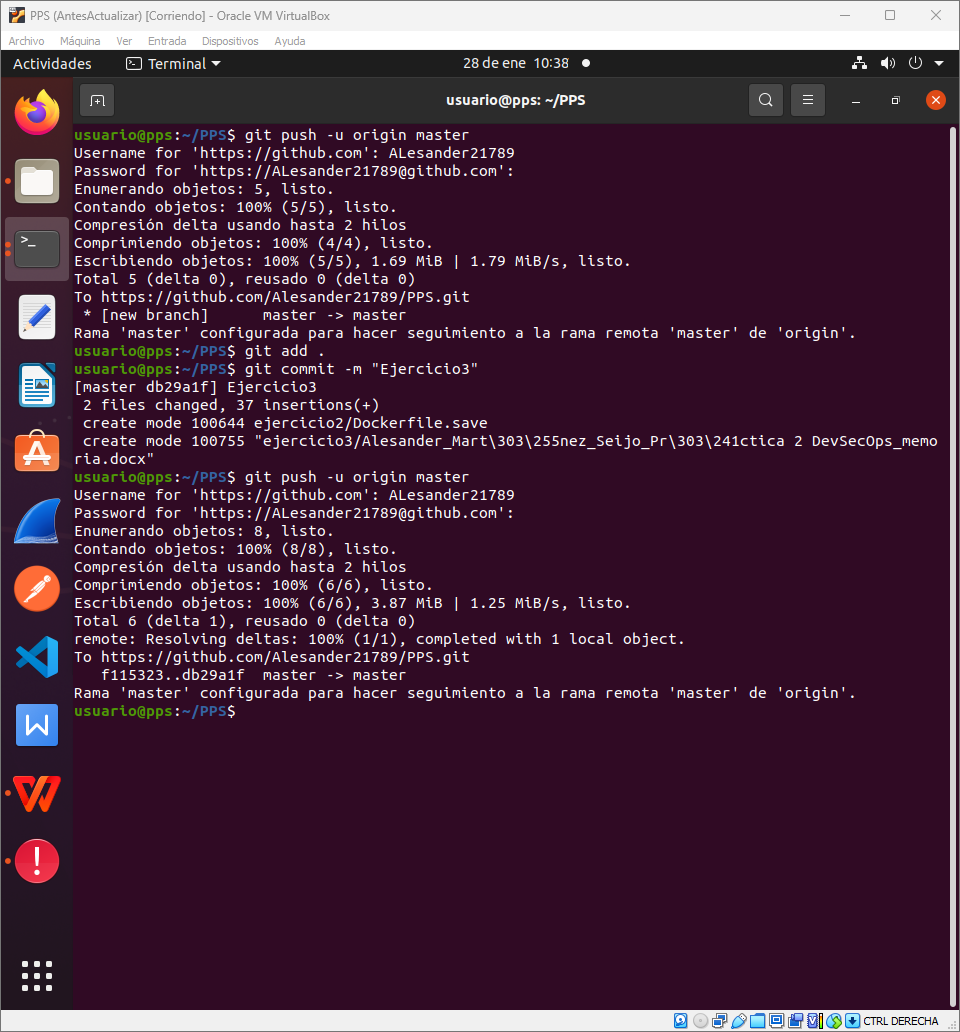 PPS (AntesActualizar) [Corriendo] - Oracle VM VirtualBox
Archivo Máquina Ver Entrada Dispositivos Ayuda
Actividades Terminal 28 de ene 10:38
usuario@pps: ~/PPS
usuario@pps:~/PPS$ git push -u origin master
Username for 'https://github.com': ALesander21789
Password for 'https://ALesander21789@github.com':
Enumerando objetos: 5, listo.
Contando objetos: 100% (5/5), listo.
Compresión delta usando hasta 2 hilos
Comprimiendo objetos: 100% (4/4), listo.
Escribiendo objetos: 100% (5/5), 1.69 MiB | 1.79 MiB/s, listo.
Total 5 (delta 0), reusado 0 (delta 0)
To https://github.com/Alesander21789/PPS.git
 * [new branch]      master -> master
Rama 'master' configurada para hacer seguimiento a la rama remota 'master' de 'origin'.
usuario@pps:~/PPS$ git add .
usuario@pps:~/PPS$ git commit -m "Ejercicio3"
[master db29a1f] Ejercicio3
 2 files changed, 37 insertions(+)
 create mode 100644 ejercicio2/Dockerfile.save
 create mode 100755 "ejercicio3/Alesander_Mart\303\255nez_Seijo_Pr\303\241ctica 2 DevSecOps_memo
ria.docx"
usuario@pps:~/PPS$ git push -u origin master
Username for 'https://github.com': ALesander21789
Password for 'https://ALesander21789@github.com':
Enumerando objetos: 8, listo.
Contando objetos: 100% (8/8), listo.
Compresión delta usando hasta 2 hilos
Comprimiendo objetos: 100% (6/6), listo.
Escribiendo objetos: 100% (6/6), 3.87 MiB | 1.25 MiB/s, listo.
Total 6 (delta 1), reusado 0 (delta 0)
remote: Resolving deltas: 100% (1/1), completed with 1 local object.
To https://github.com/Alesander21789/PPS.git
   f115323..db29a1f  master -> master
Rama 'master' configurada para hacer seguimiento a la rama remota 'master' de 'origin'.
usuario@pps:~/PPS$
CTRL DERECHA